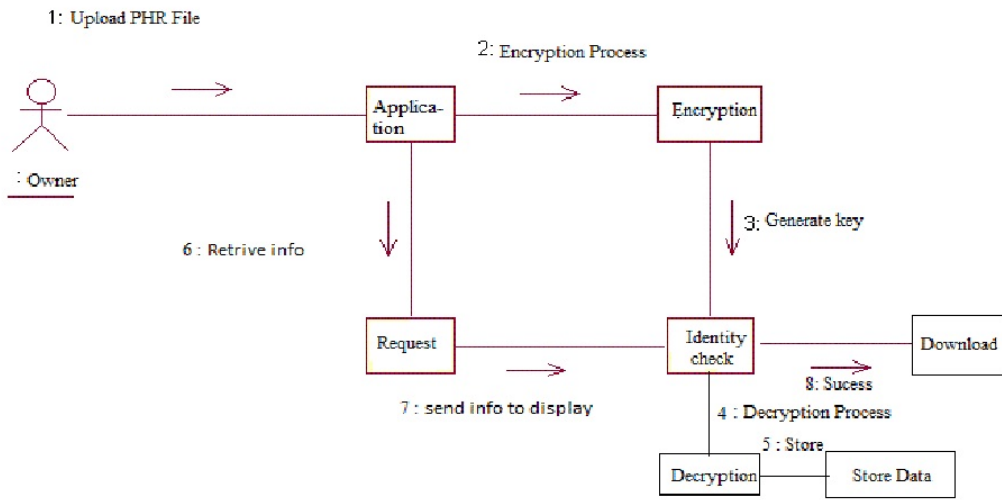 1: Upload PHR File
2: Encryption Process
Applica-
tion
Encryption
: Owner
3: Generate key
6 : Retrive info
Request
Identity
check
Download
8: Sucess
7 : send info to display
4 : Decryption Process
5 : Store
Decryption
Store Data